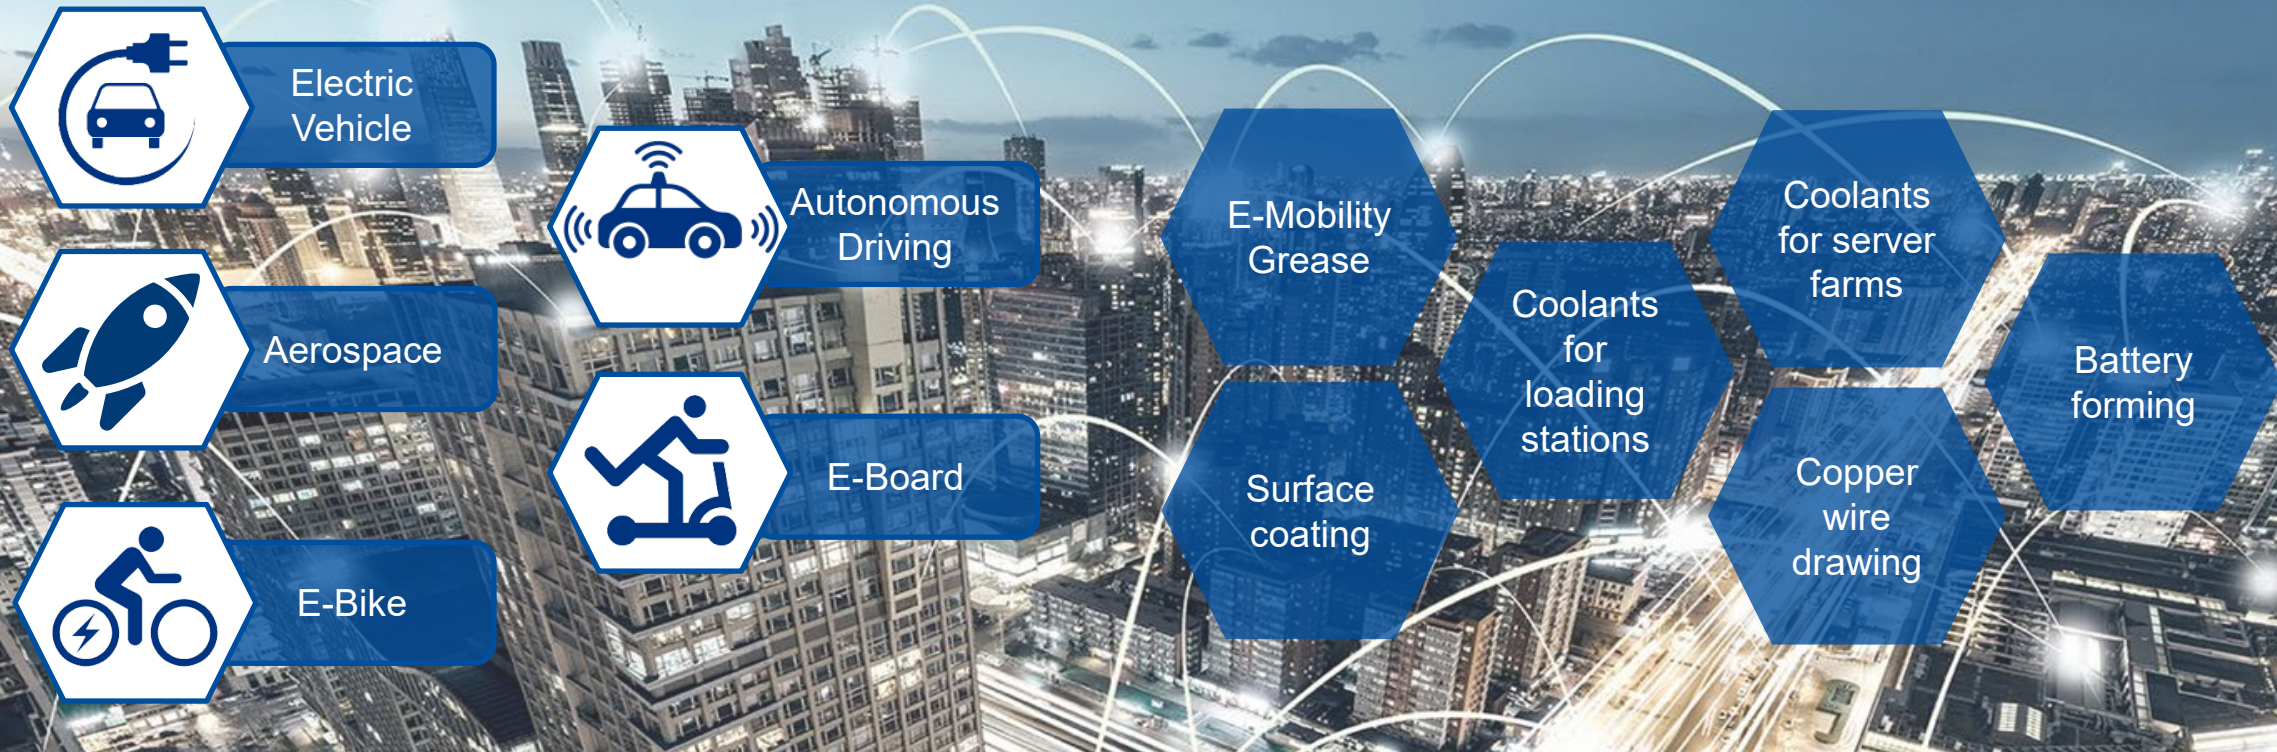 Electric
Vehicle
Aerospace
E-Bike
Autonomous
Driving
E-Board
E-Mobility
Grease
Surface
coating
Coolants
for
loading
stations
Coolants
for server
farms
Copper
wire
drawing
Battery
forming